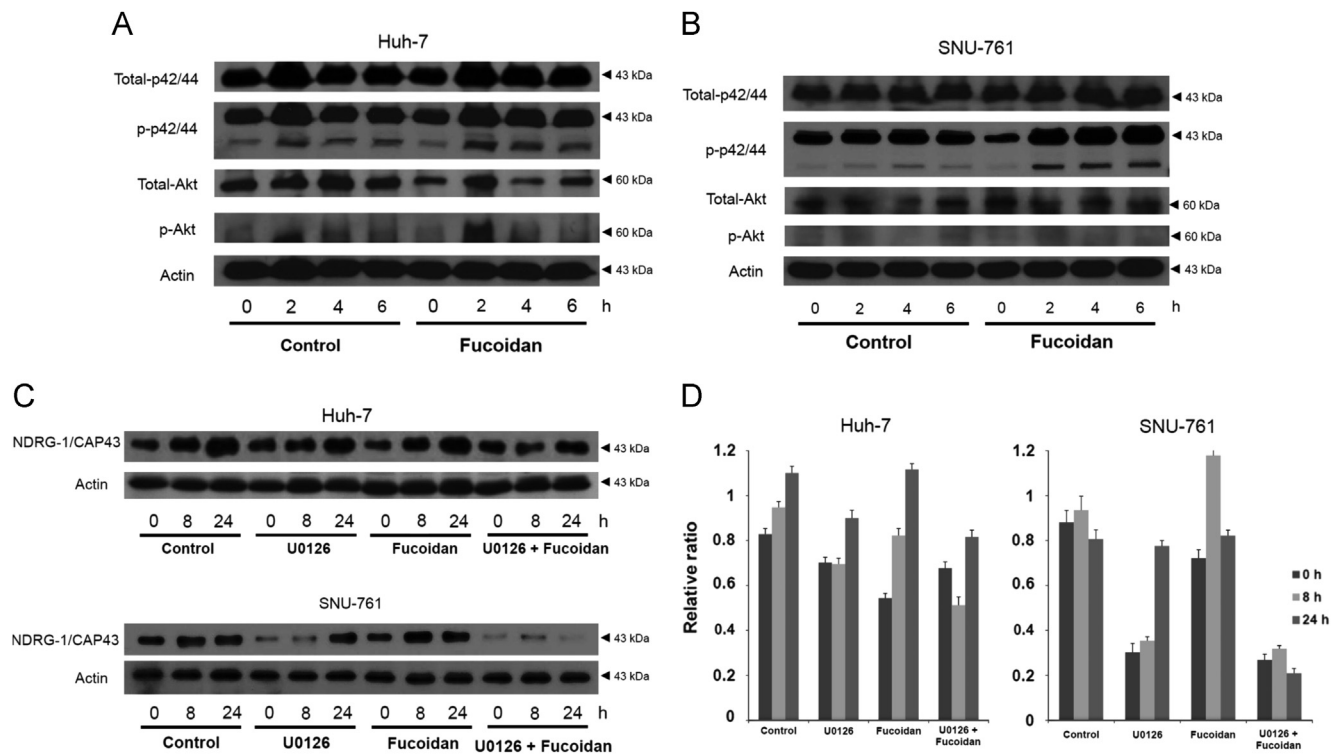 A
Huh-7
Total-p42/44
◄ 43 kDa
p-p42/44
◄ 43 kDa
Total-Akt
◄ 60 kDa
p-Akt
◄ 60 kDa
Actin
◄ 43 kDa
0 2 4 6 0 2 4 6 h
Control Fucoidan
B
SNU-761
Total-p42/44
◄ 43 kDa
p-p42/44
◄ 43 kDa
Total-Akt
◄ 60 kDa
p-Akt
◄ 60 kDa
Actin
◄ 43 kDa
0 2 4 6 0 2 4 6 h
Control Fucoidan
C
Huh-7
NDRG-1/CAP43
◄ 43 kDa
Actin
◄ 43 kDa
0 8 24 0 8 24 0 8 24 0 8 24 h
Control U0126 Fucoidan U0126 + Fucoidan
SNU-761
NDRG-1/CAP43
◄ 43 kDa
Actin
◄ 43 kDa
0 8 24 0 8 24 0 8 24 0 8 24 h
Control U0126 Fucoidan U0126 + Fucoidan
D
Huh-7
Relative ratio
1.2
1
0.8
0.6
0.4
0.2
0
Control U0126 Fucoidan U0126 +
Fucoidan
SNU-761
1.2
1
0.8
0.6
0.4
0.2
0
Control U0126 Fucoidan U0126 +
Fucoidan
0 h
8 h
24 h